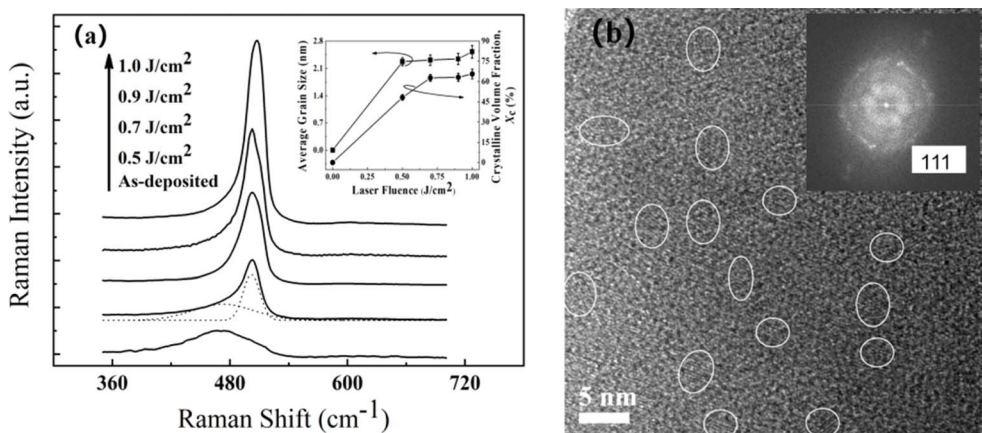 (a)
1.0 J/cm²
0.9 J/cm²
0.7 J/cm²
0.5 J/cm²
As-deposited
Raman Intensity (a.u.)
360 480 600 720
Raman Shift (cm⁻¹)
Average Grain Size (nm)
2.8
2.1
1.4
0.7
0.0
90
75
60
45
30
15
0
Crystalline Volume Fraction,
Xc (%)
0.00 0.25 0.50 0.75 1.00
Laser Fluence (J/cm²)
(b)
111
5 nm